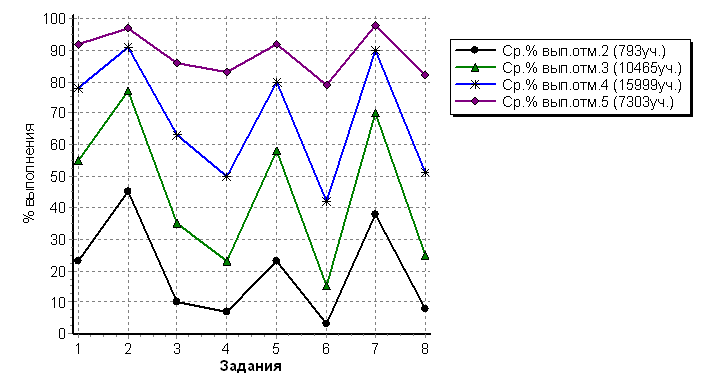 100
90
80
70
60
50
40
30
20
10
0
% выполнения
1 2 3 4 5 6 7 8
Задания
Ср.% вып.отм.2 (793уч.)
Ср.% вып.отм.3 (10465уч.)
Ср.% вып.отм.4 (15999уч.)
Ср.% вып.отм.5 (7303уч.)